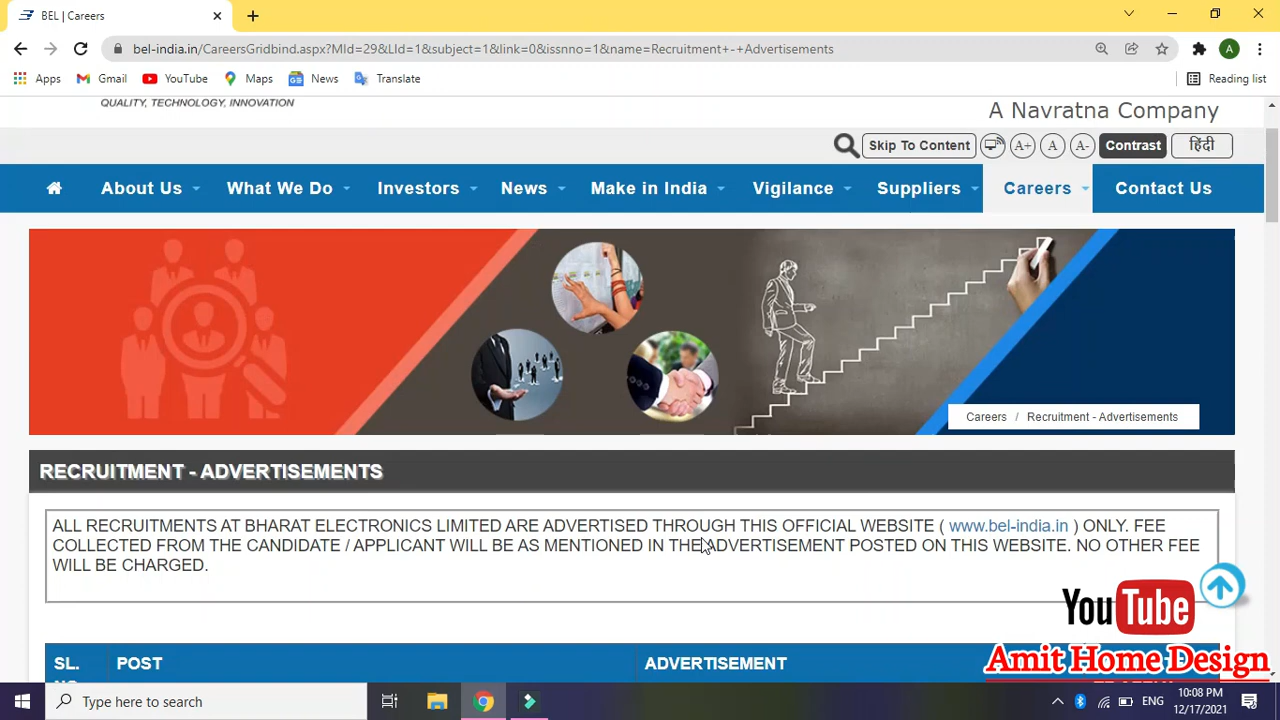 BEL | Careers
bel-india.in/CareersGridbind.aspx?MId=29&LId=1&subject=1&link=0&issnno=1&name=Recruitment+-+Advertisements
A
Apps Gmail YouTube Maps News Translate Reading list
QUALITY, TECHNOLOGY, INNOVATION
A Navratna Company
Skip To Content A+ A A- Contrast हिंदी
About Us What We Do Investors News Make in India Vigilance Suppliers Careers Contact Us
Careers / Recruitment - Advertisements
RECRUITMENT - ADVERTISEMENTS
ALL RECRUITMENTS AT BHARAT ELECTRONICS LIMITED ARE ADVERTISED THROUGH THIS OFFICIAL WEBSITE ( www.bel-india.in ) ONLY. FEE
COLLECTED FROM THE CANDIDATE / APPLICANT WILL BE AS MENTIONED IN THE ADVERTISEMENT POSTED ON THIS WEBSITE. NO OTHER FEE
WILL BE CHARGED.
YouTube
Amit Home Design
SL. POST ADVERTISEMENT
Type here to search
ENG
10:08 PM
12/17/2021